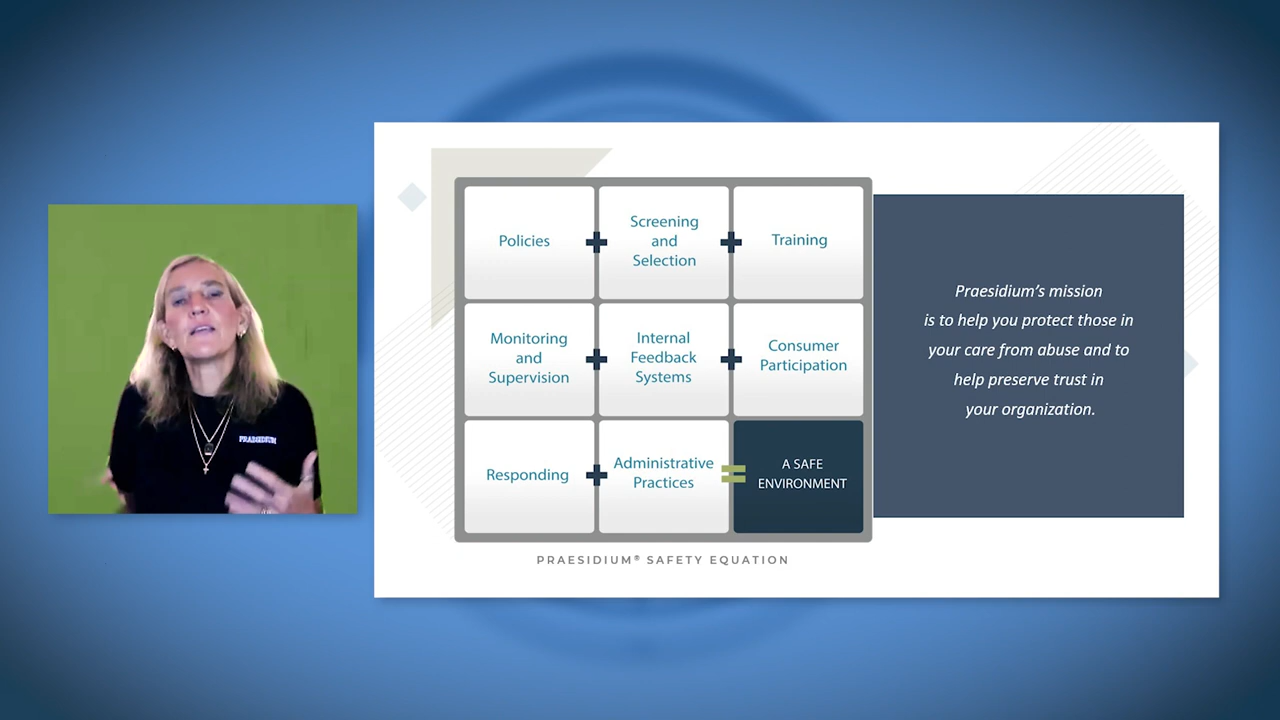 PRAESIDIUM
Policies
Screening
and
Selection
Training
Monitoring
and
Supervision
Internal
Feedback
Systems
Consumer
Participation
Responding
Administrative
Practices
A SAFE
ENVIRONMENT
PRAESIDIUM® SAFETY EQUATION
Praesidium’s mission
is to help you protect those in
your care from abuse and to
help preserve trust in
your organization.